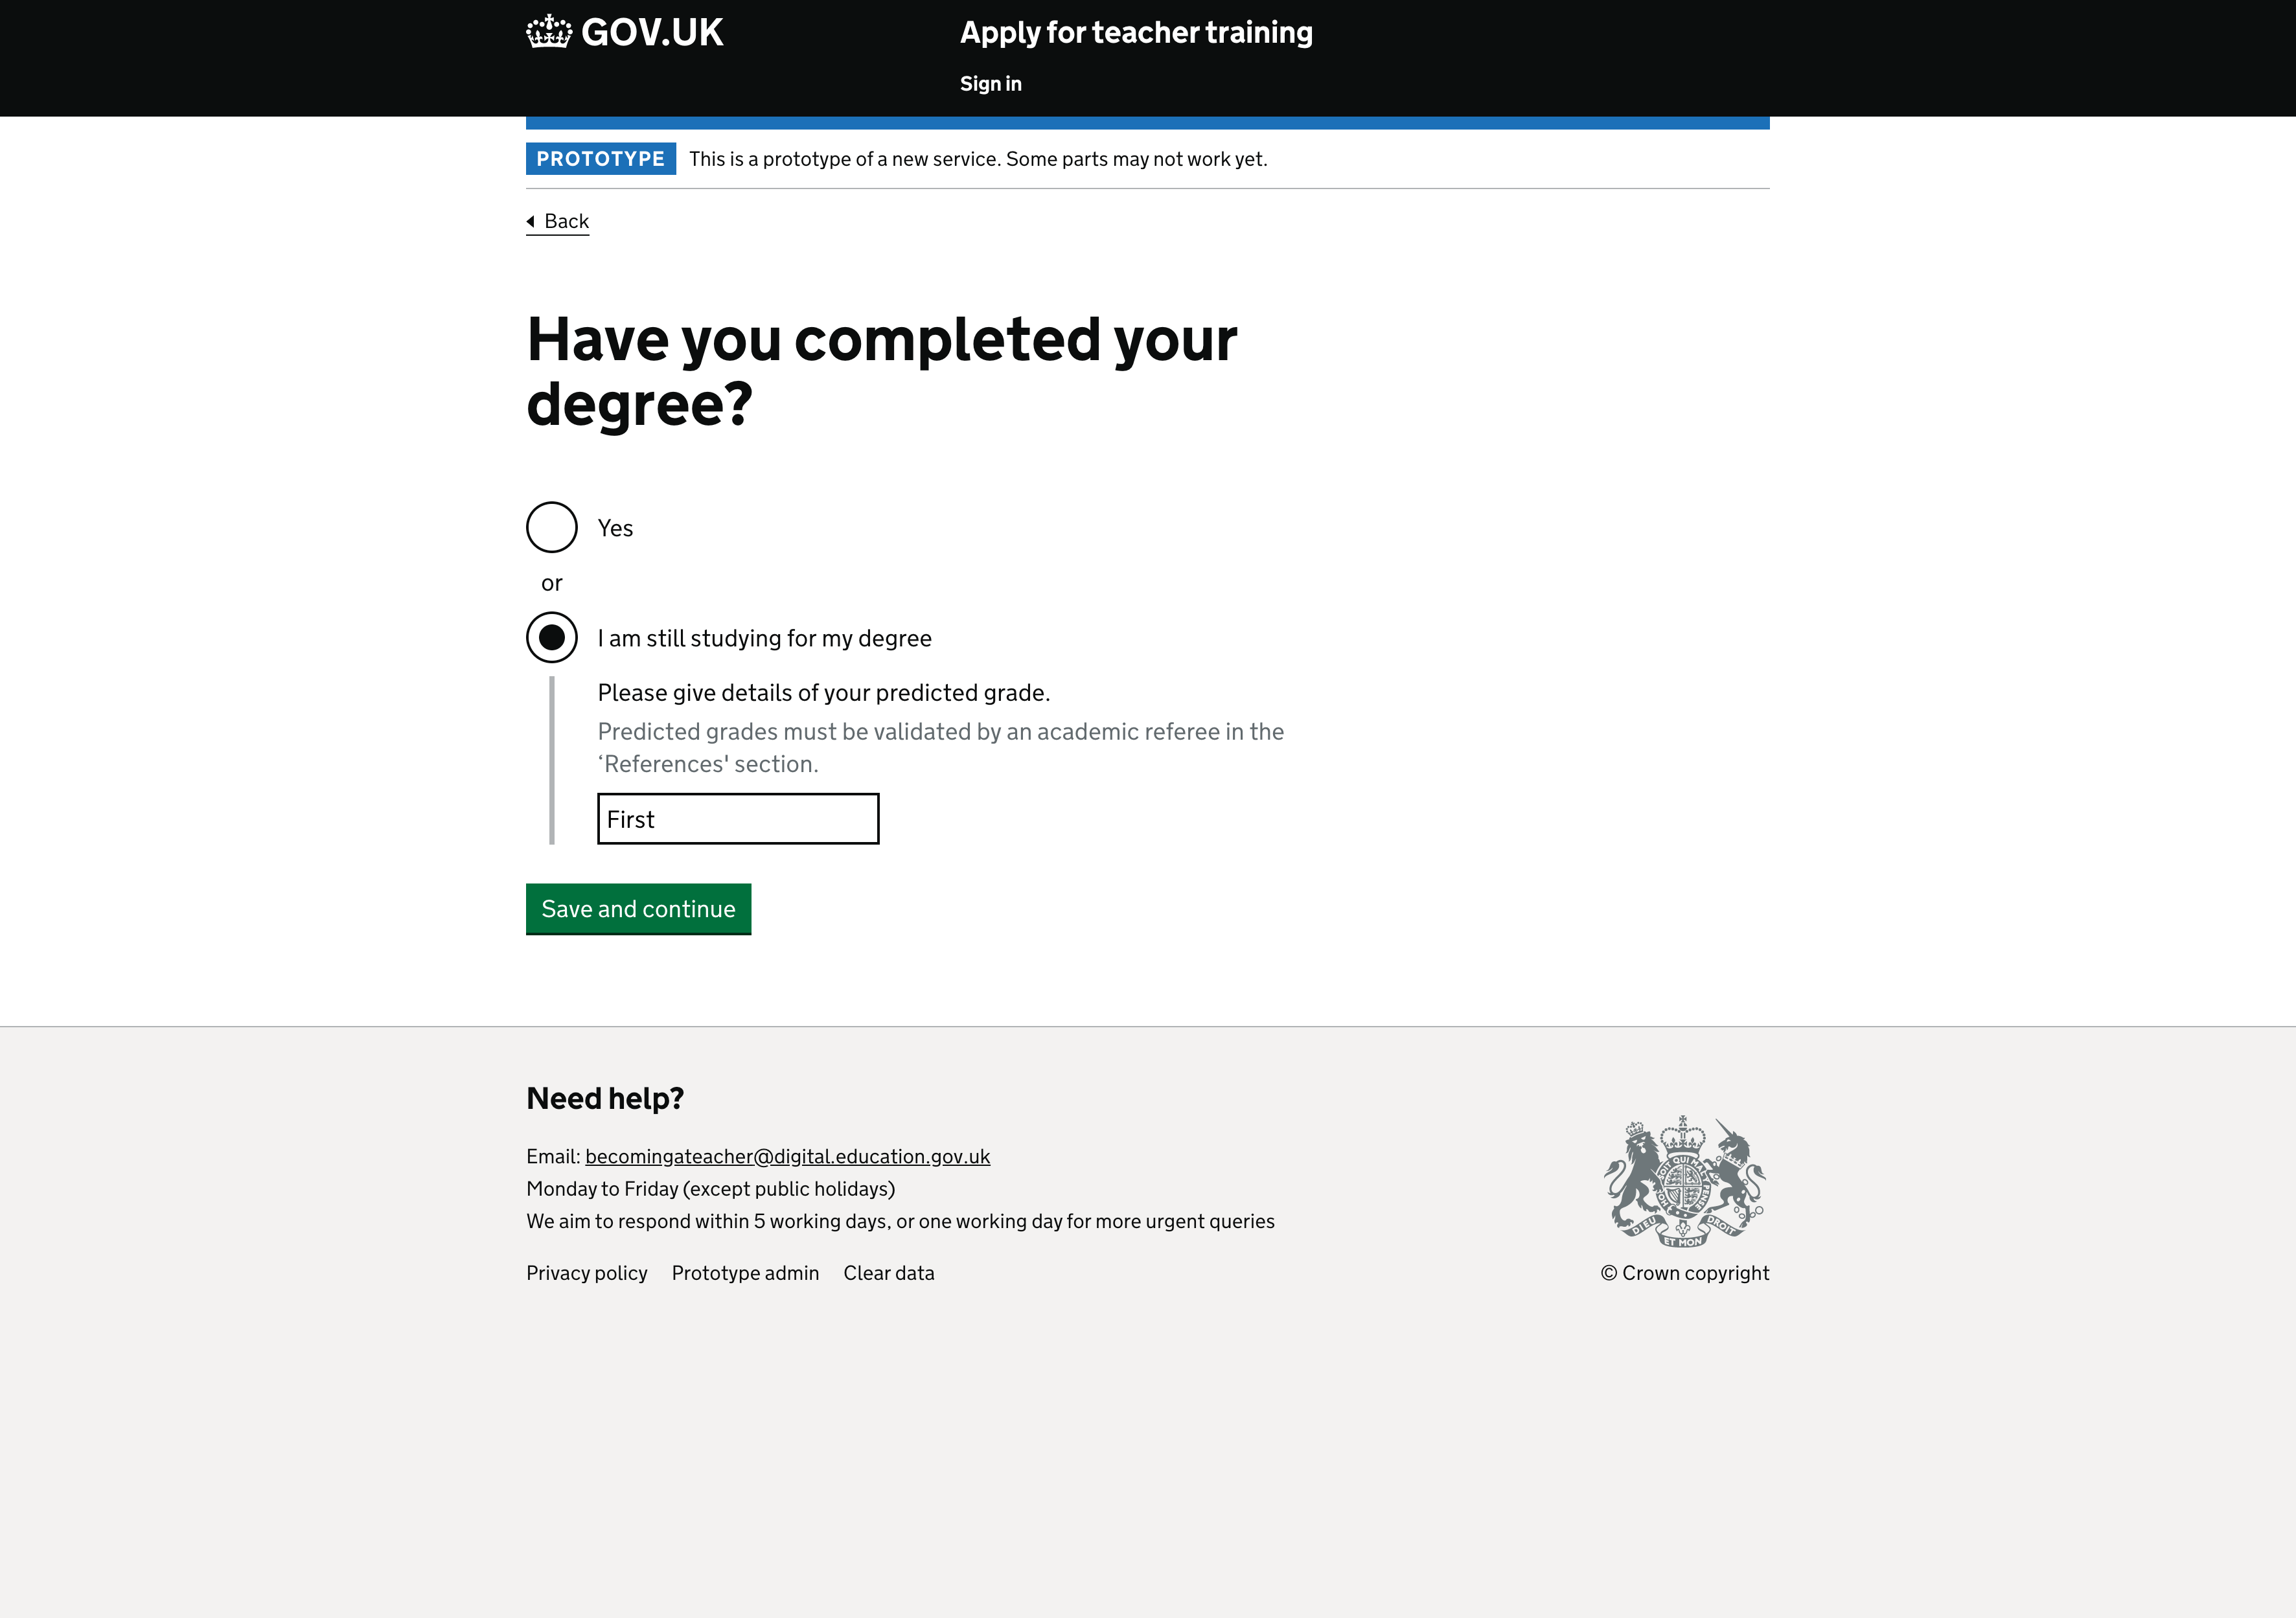 GOV.UK
Apply for teacher training
Sign in
PROTOTYPE This is a prototype of a new service. Some parts may not work yet.
Back
Have you completed your
degree?
Yes
or
I am still studying for my degree
Please give details of your predicted grade.
Predicted grades must be validated by an academic referee in the
‘References' section.
First
Save and continue
Need help?
Email: becomingateacher@digital.education.gov.uk
Monday to Friday (except public holidays)
We aim to respond within 5 working days, or one working day for more urgent queries
Privacy policy Prototype admin Clear data
DIEU ET MON DROIT
© Crown copyright